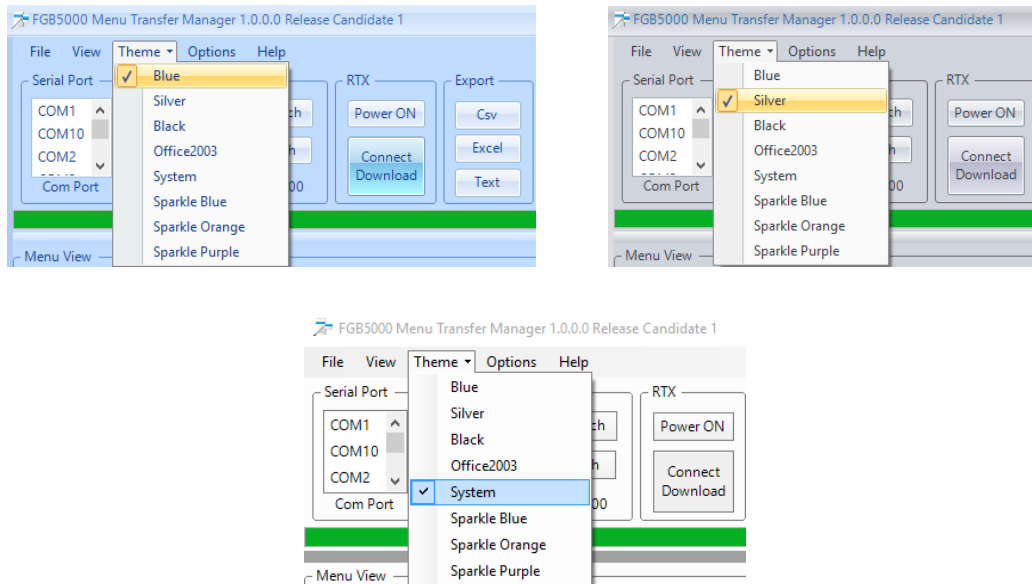 FGB5000 Menu Transfer Manager 1.0.0.0 Release Candidate 1
File View Theme Options Help
Serial Port
RTX
Export
Blue
Silver
Black
Office2003
System
Sparkle Blue
Sparkle Orange
Sparkle Purple
COM1
COM10
COM2
Com Port
Power ON
Connect
Download
Csv
Excel
Text
00
Menu View
FGB5000 Menu Transfer Manager 1.0.0.0 Release Candidate 1
File View Theme Options Help
Serial Port
RTX
Blue
Silver
Black
Office2003
System
Sparkle Blue
Sparkle Orange
Sparkle Purple
COM1
COM10
COM2
Com Port
Power ON
Connect
Download
00
Menu View
FGB5000 Menu Transfer Manager 1.0.0.0 Release Candidate 1
File View Theme Options Help
Serial Port
RTX
Blue
Silver
Black
Office2003
System
Sparkle Blue
Sparkle Orange
Sparkle Purple
COM1
COM10
COM2
Com Port
Power ON
Connect
Download
00
Menu View